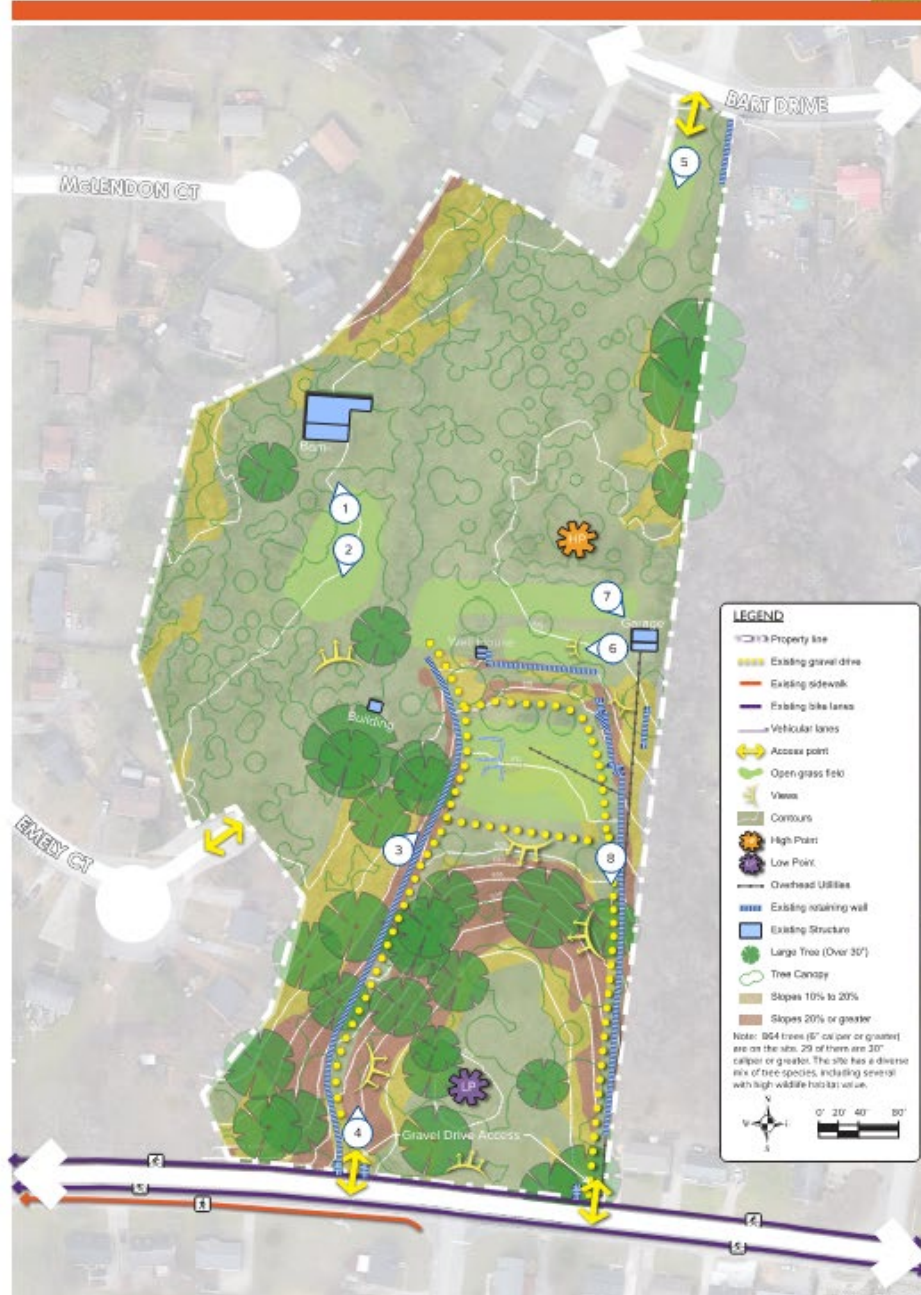 BART DRIVE
McLENDON CT
5
Barn
1
2
HP
7
Garage
6
Well House
Building
EMELY CT
3
8
LP
4
Gravel Drive Access
LEGEND
Property line
Existing gravel drive
Existing sidewalk
Existing bike lanes
Vehicular lanes
Access point
Open grass field
Views
Contours
High Point
Low Point
Overhead Utilities
Existing retaining wall
Existing Structure
Large Tree (Over 30")
Tree Canopy
Slopes 10% to 20%
Slopes 20% or greater
Note: 864 trees (6" caliper or greater)
are on the site. 29 of them are 30"
caliper or greater. The site has a diverse
mix of tree species, including several
with high wildlife habitat value.
N
W E
S
0' 20' 40' 80'